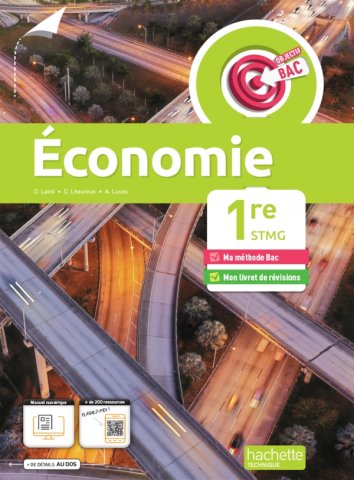 OBJECTIF
BAC
Économie
C. Laird • C. Lheureux • A. Lucas
1re
STMG
Ma méthode Bac
Mon livret de révisions
Manuel numérique
+ de 200 ressources
FLASHEZ-MOI !
+ DE DÉTAILS AU DOS
hachette
TECHNIQUE